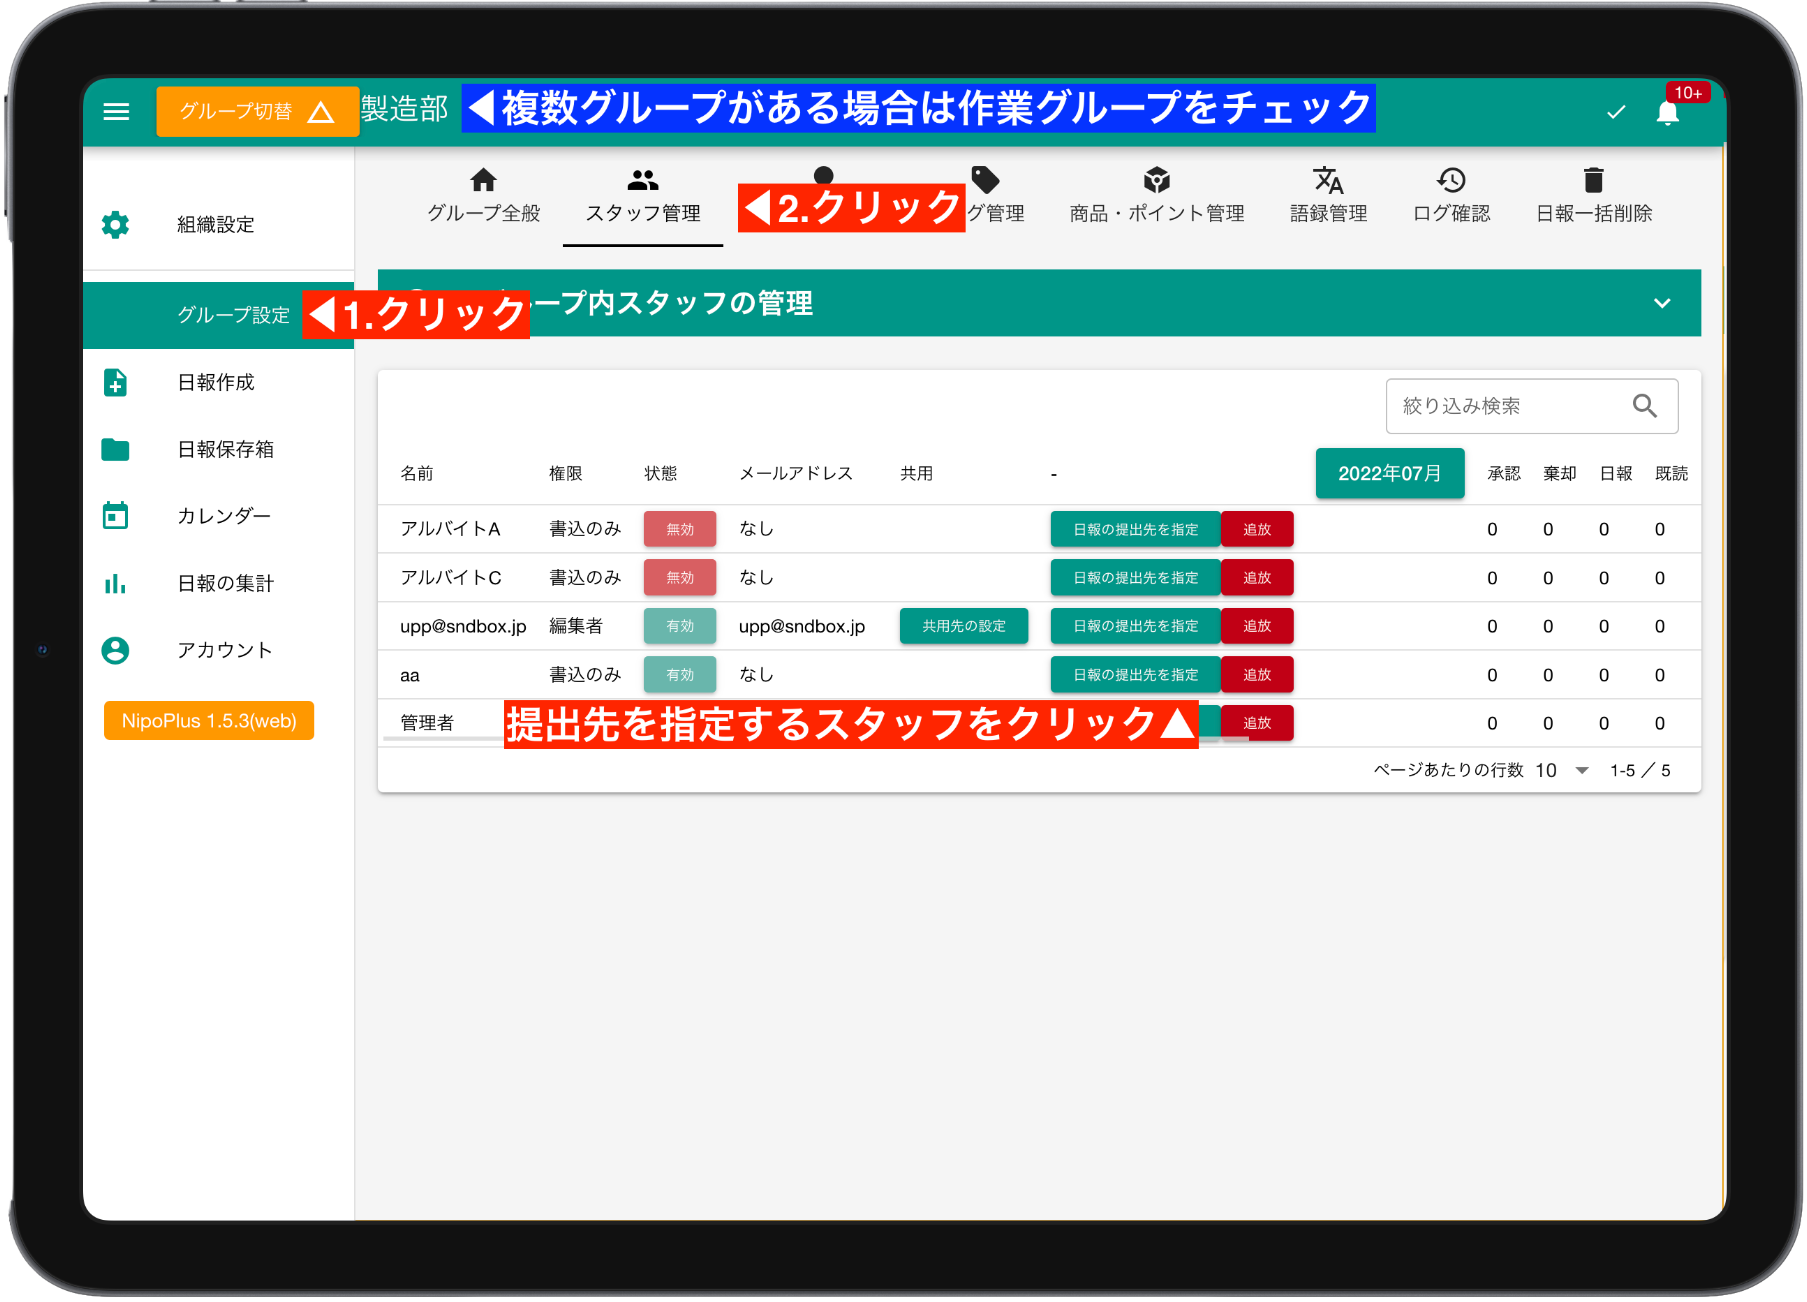 グループ切替 製造部 ◀複数グループがある場合は作業グループをチェック 10+
グループ全般 スタッフ管理 ◀2.クリック グ管理 商品・ポイント管理 語録管理 ログ確認 日報一括削除
組織設定
グループ設定 ◀1.クリック
ープ内スタッフの管理
日報作成
日報保存箱
カレンダー
日報の集計
アカウント
NipoPlus 1.5.3(web)
絞り込み検索
名前 権限 状態 メールアドレス 共用 - 2022年07月 承認 棄却 日報 既読
アルバイトA 書込のみ 無効 なし 日報の提出先を指定 追放 0 0 0 0
アルバイトC 書込のみ 無効 なし 日報の提出先を指定 追放 0 0 0 0
upp@sndbox.jp 編集者 有効 upp@sndbox.jp 共用先の設定 日報の提出先を指定 追放 0 0 0 0
aa 書込のみ 有効 なし 日報の提出先を指定 追放 0 0 0 0
管理者 提出先を指定するスタッフをクリック▲ 追放 0 0 0 0
ページあたりの行数 10 1-5 / 5